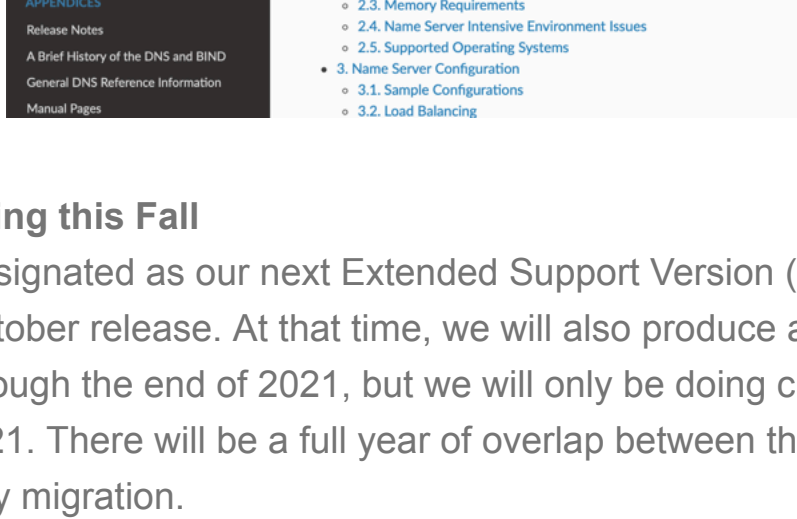 APPENDICES
Release Notes
A Brief History of the DNS and BIND
General DNS Reference Information
Manual Pages
2.3. Memory Requirements
2.4. Name Server Intensive Environment Issues
2.5. Supported Operating Systems
3. Name Server Configuration
3.1. Sample Configurations
3.2. Load Balancing
ing this Fall
signated as our next Extended Support Version (
tober release. At that time, we will also produce a
ough the end of 2021, but we will only be doing c
21. There will be a full year of overlap between th
y migration.